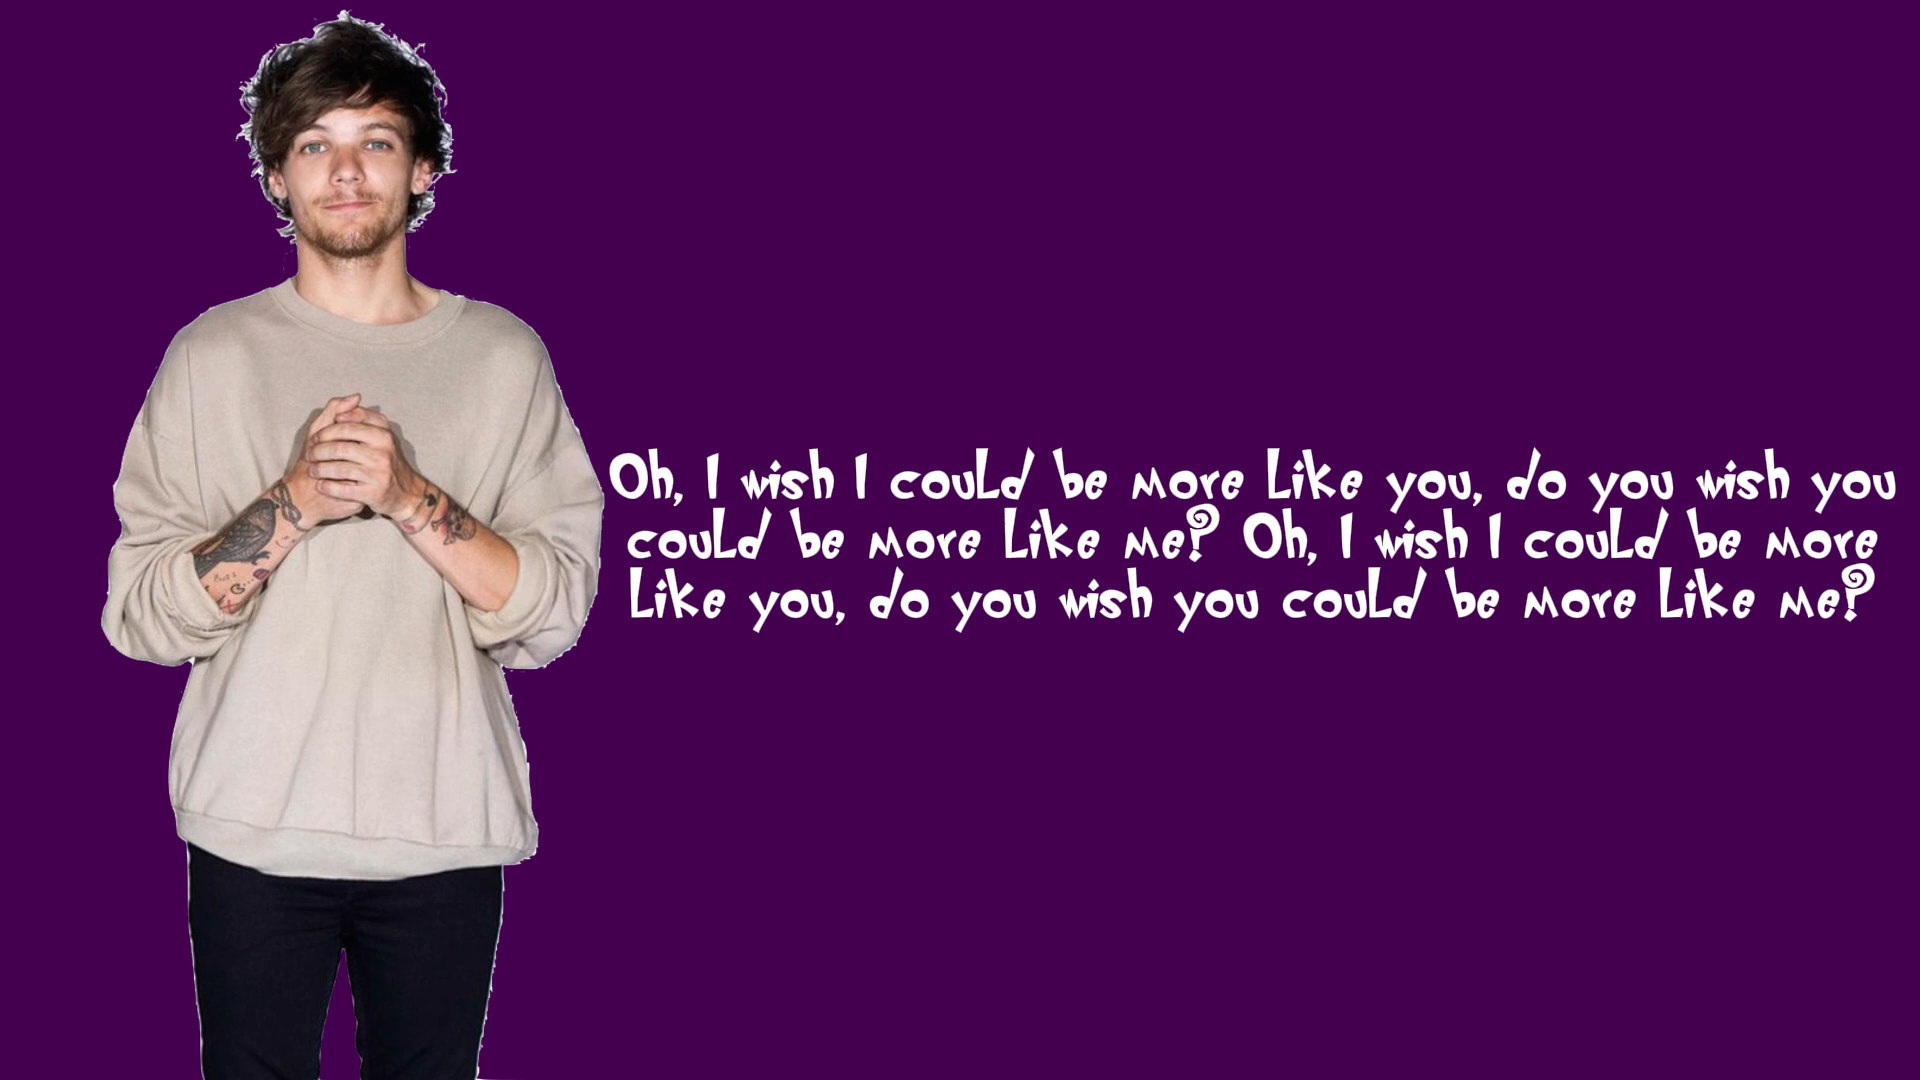 Oh, I wish I could be more like you, do you wish you
could be more like me? Oh, I wish I could be more
like you, do you wish you could be more like me?